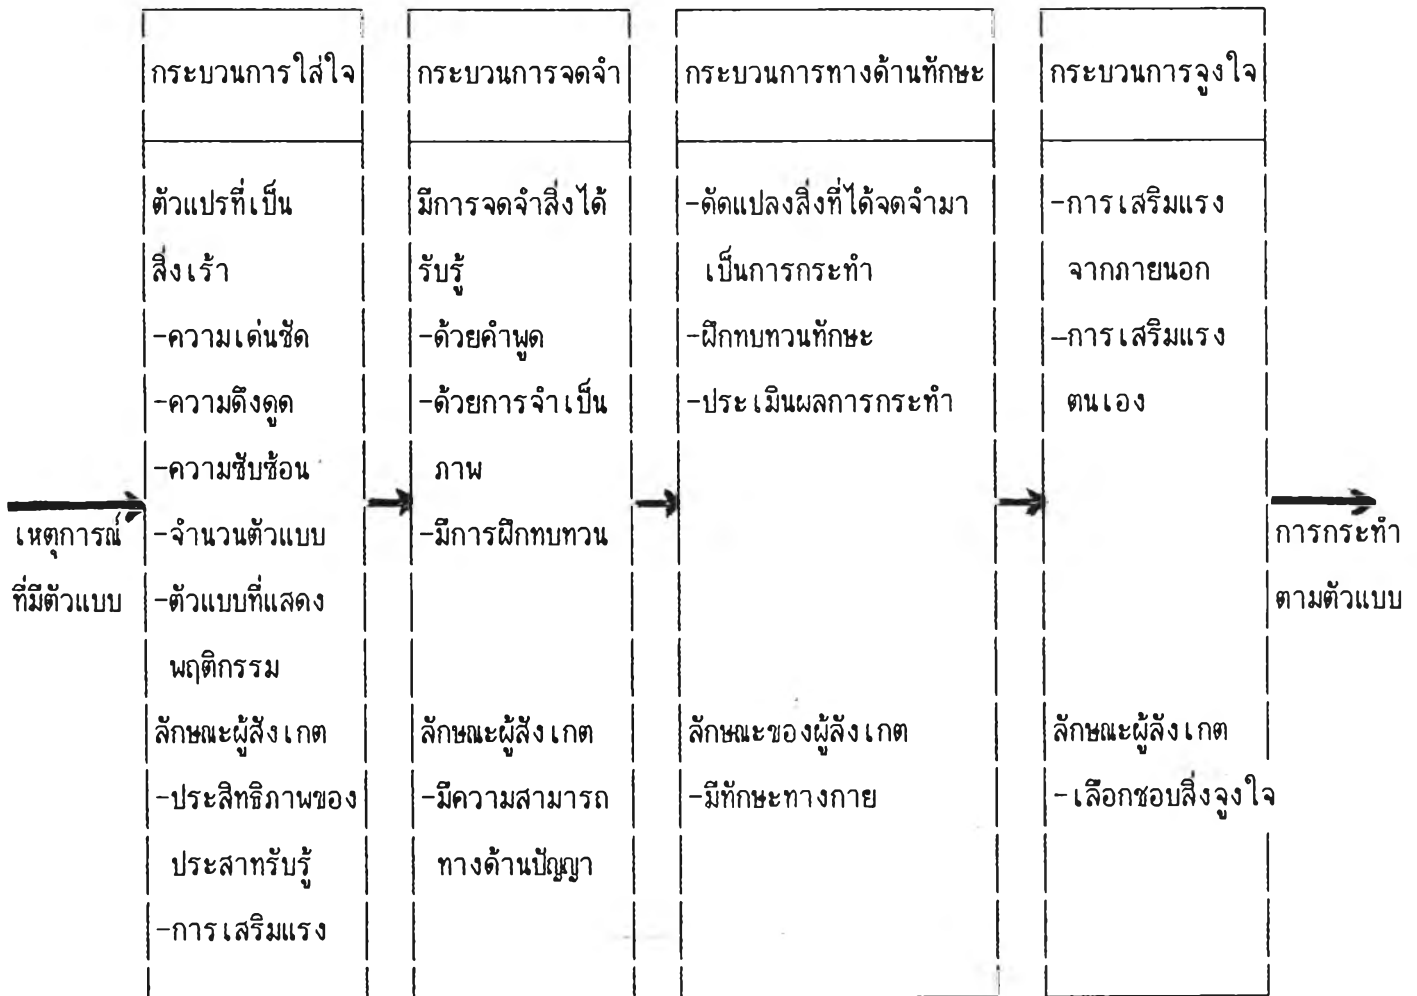 กระบวนการใส่ใจ
ตัวแปรที่เป็น
สิ่งเร้า
-ความเด่นชัด
-ความดึงดูด
-ความซับซ้อน
-จำนวนตัวแบบ
-ตัวแบบที่แสดง
พฤติกรรม
ลักษณะผู้สังเกต
-ประสิทธิภาพของ
ประสาทรับรู้
-การเสริมแรง
กระบวนการจดจำ
มีการจดจำสิ่งได้
รับรู้
-ด้วยคำพูด
-ด้วยการจำเป็น
ภาพ
-มีการฝึกทบทวน
ลักษณะผู้สังเกต
-มีความสามารถ
ทางด้านปัญญา
กระบวนการทางด้านทักษะ
-ดัดแปลงสิ่งที่ได้จดจำมา
เป็นการกระทำ
-ฝึกทบทวนทักษะ
-ประเมินผลการกระทำ
ลักษณะของผู้สังเกต
-มีทักษะทางกาย
กระบวนการจูงใจ
-การเสริมแรง
จากภายนอก
-การเสริมแรง
ตนเอง
ลักษณะผู้สังเกต
-เลือกชอบสิ่งจูงใจ
เหตุการณ์
ที่มีตัวแบบ
การกระทำ
ตามตัวแบบ